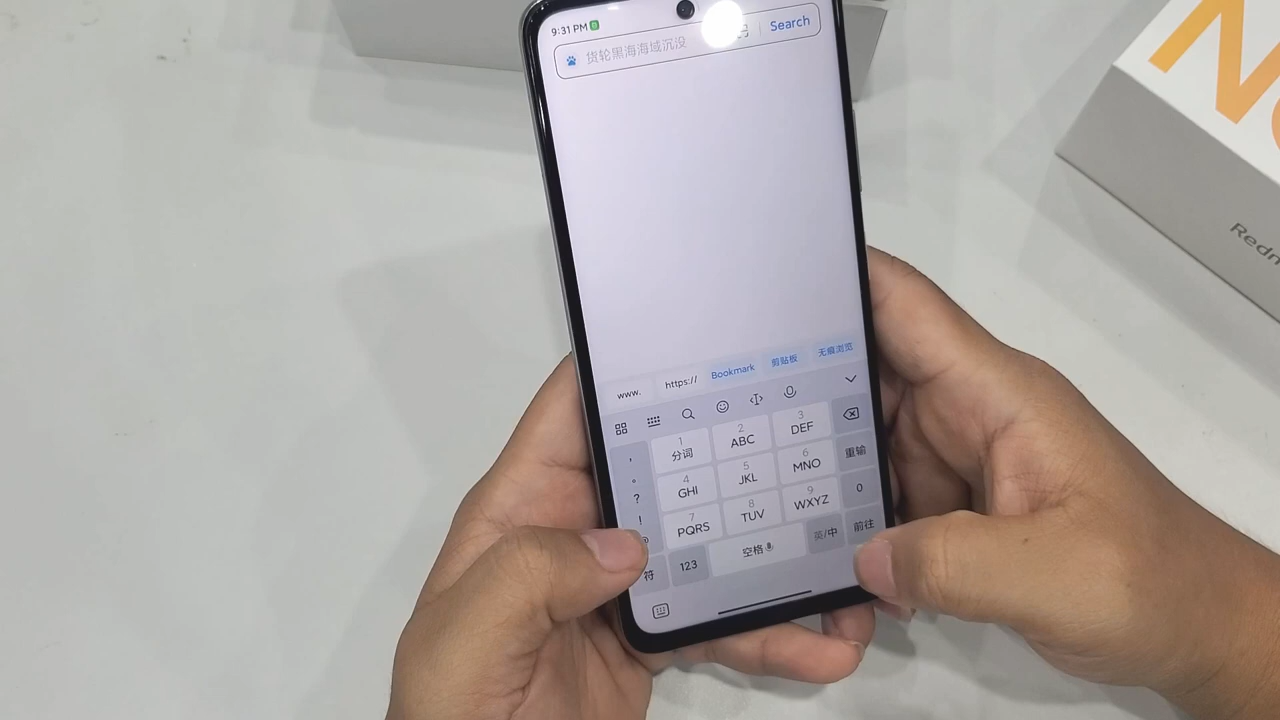 9:31 PM
货轮黑海海域沉没
Search
www.
https://
Bookmark
剪贴板
无痕浏览
,
1
分词
2
ABC
3
DEF
。
4
GHI
5
JKL
6
MNO
重输
?
7
PQRS
8
TUV
9
WXYZ
0
!
符
123
空格
英/中
前往
Redm